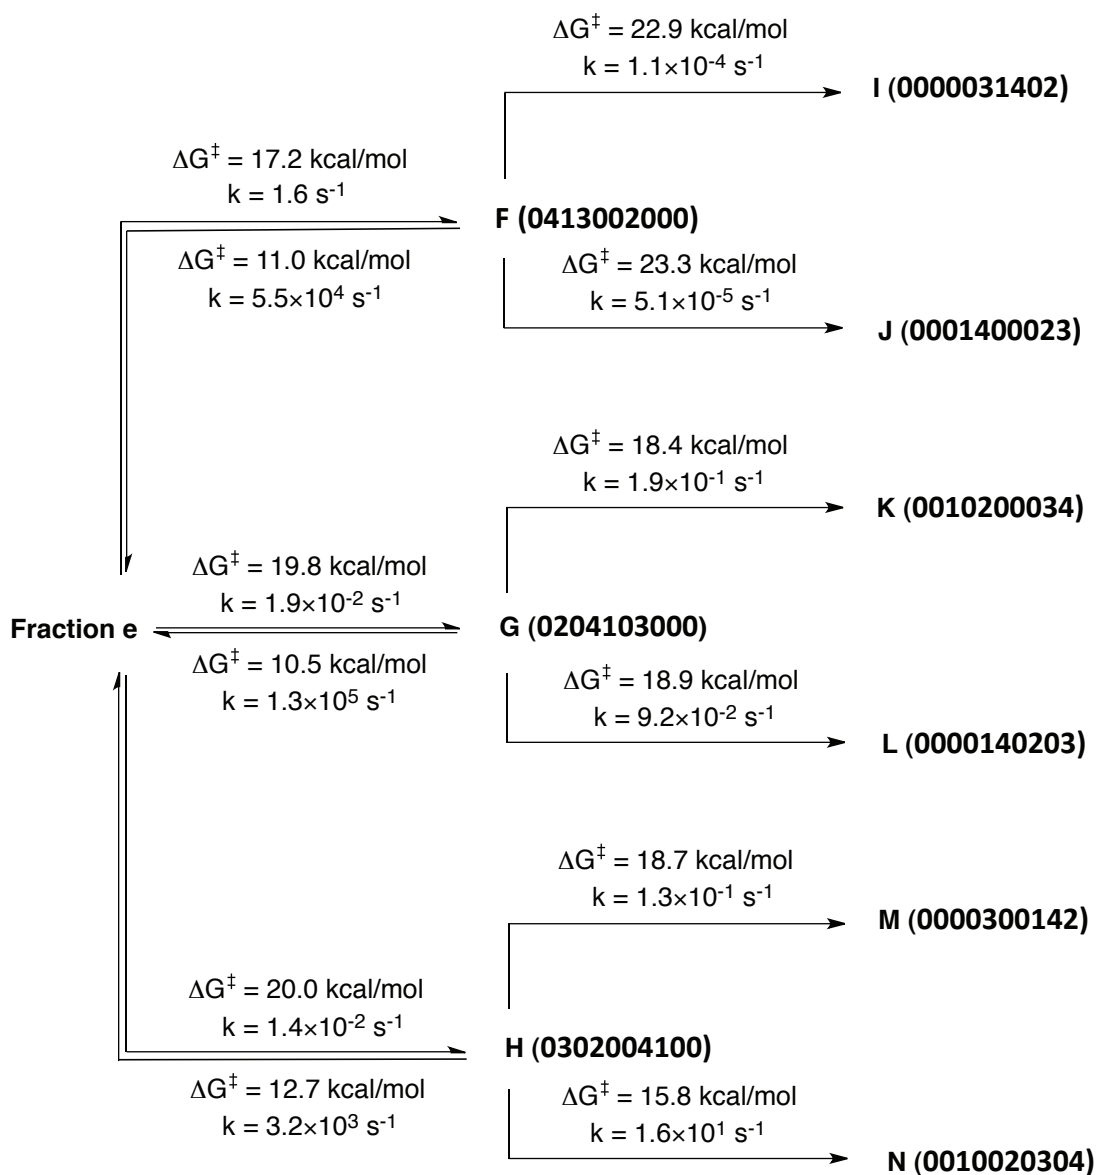 ΔG‡ = 22.9 kcal/mol
k = 1.1×10⁻⁴ s⁻¹
I (0000031402)
ΔG‡ = 17.2 kcal/mol
k = 1.6 s⁻¹
F (0413002000)
ΔG‡ = 11.0 kcal/mol
k = 5.5×10⁴ s⁻¹
ΔG‡ = 23.3 kcal/mol
k = 5.1×10⁻⁵ s⁻¹
J (0001400023)
ΔG‡ = 18.4 kcal/mol
k = 1.9×10⁻¹ s⁻¹
K (0010200034)
ΔG‡ = 19.8 kcal/mol
k = 1.9×10⁻² s⁻¹
Fraction e
G (0204103000)
ΔG‡ = 10.5 kcal/mol
k = 1.3×10⁵ s⁻¹
ΔG‡ = 18.9 kcal/mol
k = 9.2×10⁻² s⁻¹
L (0000140203)
ΔG‡ = 18.7 kcal/mol
k = 1.3×10⁻¹ s⁻¹
M (0000300142)
ΔG‡ = 20.0 kcal/mol
k = 1.4×10⁻² s⁻¹
H (0302004100)
ΔG‡ = 12.7 kcal/mol
k = 3.2×10³ s⁻¹
ΔG‡ = 15.8 kcal/mol
k = 1.6×10¹ s⁻¹
N (0010020304)